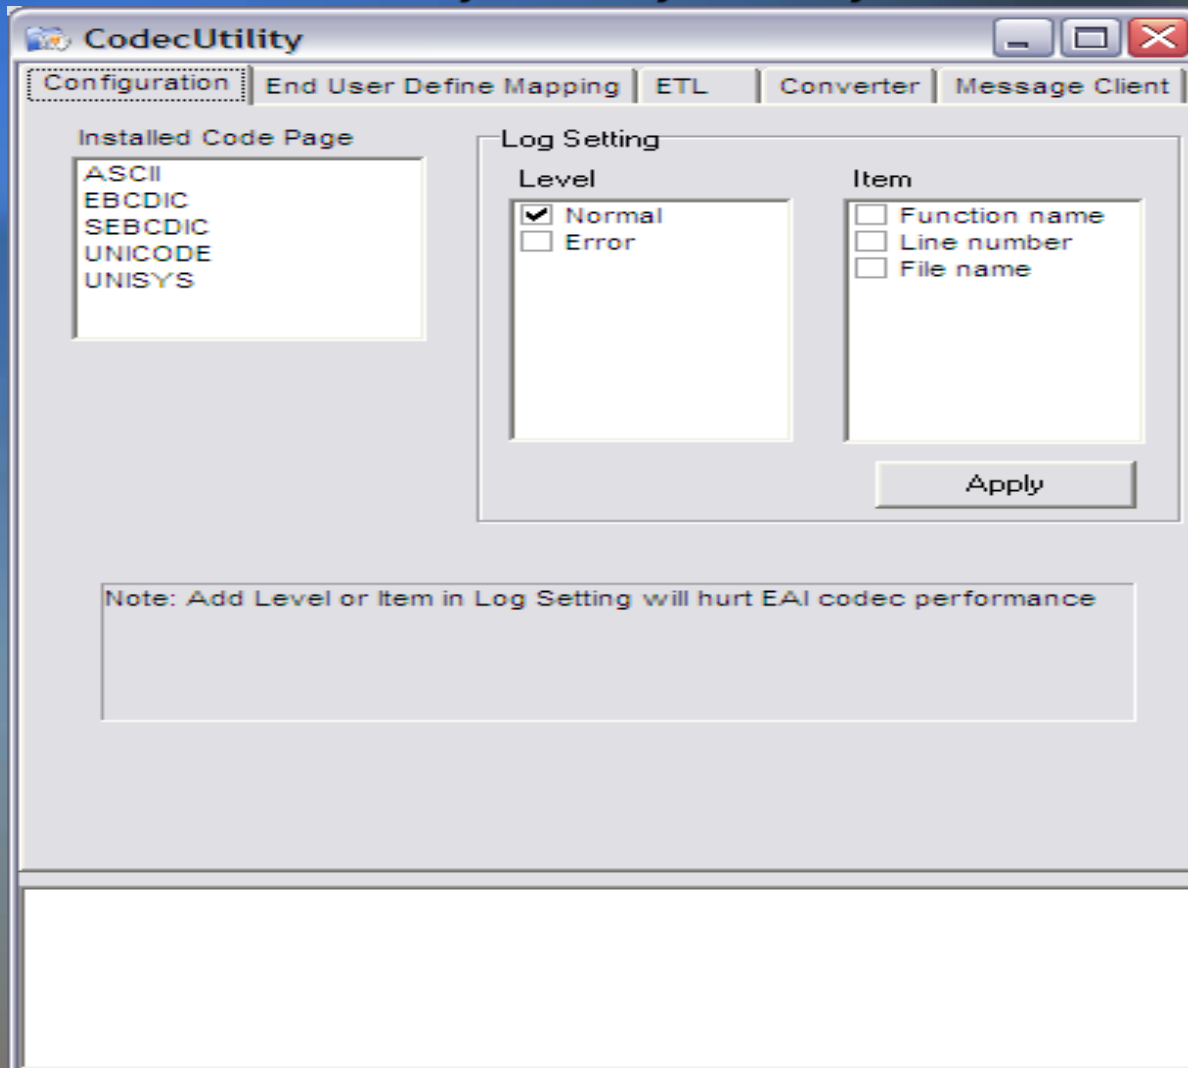 CodecUtility
Configuration End User Define Mapping ETL Converter Message Client
Installed Code Page
ASCII
EBCDIC
SEBCDIC
UNICODE
UNISYS
Log Setting
Level
Normal
Error
Item
Function name
Line number
File name
Apply
Note: Add Level or Item in Log Setting will hurt EAI codec performance